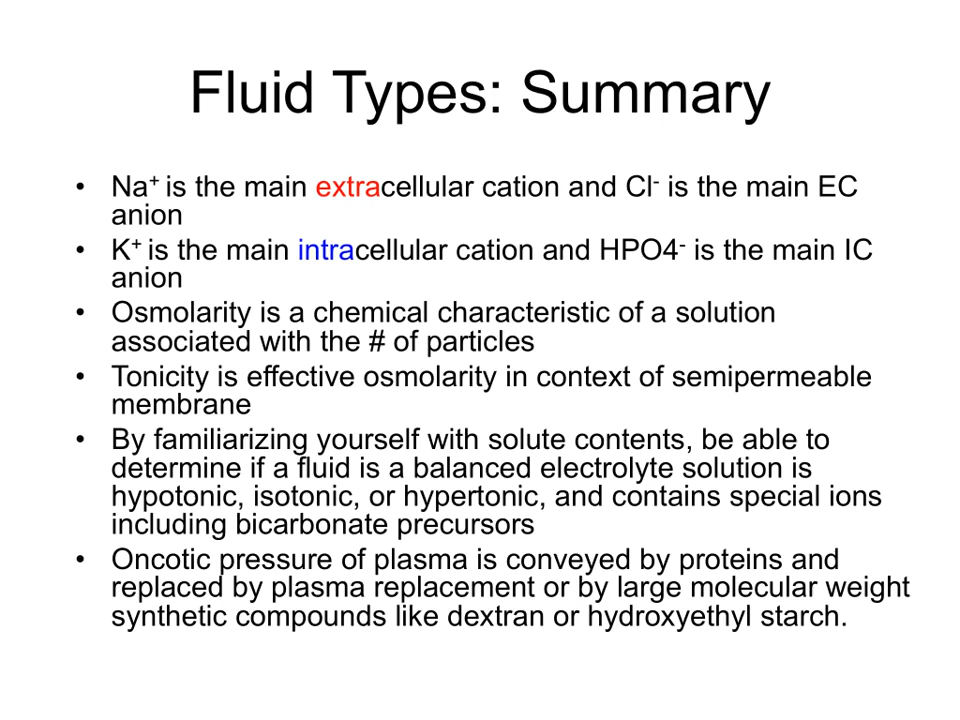 Fluid Types: Summary
• Na⁺ is the main extracellular cation and Cl⁻ is the main EC
anion
• K⁺ is the main intracellular cation and HPO4⁻ is the main IC
anion
• Osmolarity is a chemical characteristic of a solution
associated with the # of particles
• Tonicity is effective osmolarity in context of semipermeable
membrane
• By familiarizing yourself with solute contents, be able to
determine if a fluid is a balanced electrolyte solution is
hypotonic, isotonic, or hypertonic, and contains special ions
including bicarbonate precursors
• Oncotic pressure of plasma is conveyed by proteins and
replaced by plasma replacement or by large molecular weight
synthetic compounds like dextran or hydroxyethyl starch.